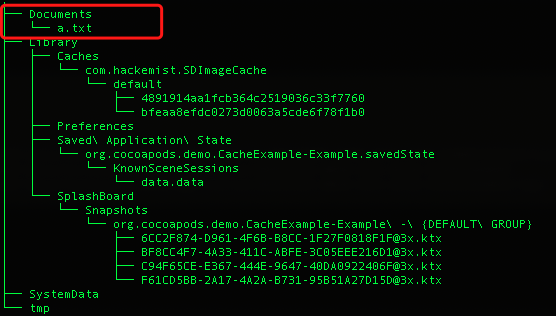 ├── Documents
│   └── a.txt
├── Library
│   ├── Caches
│   │   └── com.hackemist.SDImageCache
│   │       └── default
│   │           ├── 4891914aa1fcb364c2519036c33f7760
│   │           └── bfeaa8efdc0273d0063a5cde6f78f1b0
│   ├── Preferences
│   ├── Saved\ Application\ State
│   │   └── org.cocoapods.demo.CacheExample-Example.savedState
│   │       └── KnownSceneSessions
│   │           └── data.data
│   └── SplashBoard
│       └── Snapshots
│           └── org.cocoapods.demo.CacheExample-Example\ -\ {DEFAULT\ GROUP}
│               ├── 6CC2F874-D961-4F6B-B8CC-1F27F0818F1F@3x.ktx
│               ├── BF8CC4F7-4A33-411C-ABFE-3C05EEE216D1@3x.ktx
│               ├── C94F65CE-E367-444E-9647-40DA0922406F@3x.ktx
│               └── F61CD5BB-2A17-4A2A-B731-95B51A27D15D@3x.ktx
├── SystemData
└── tmp